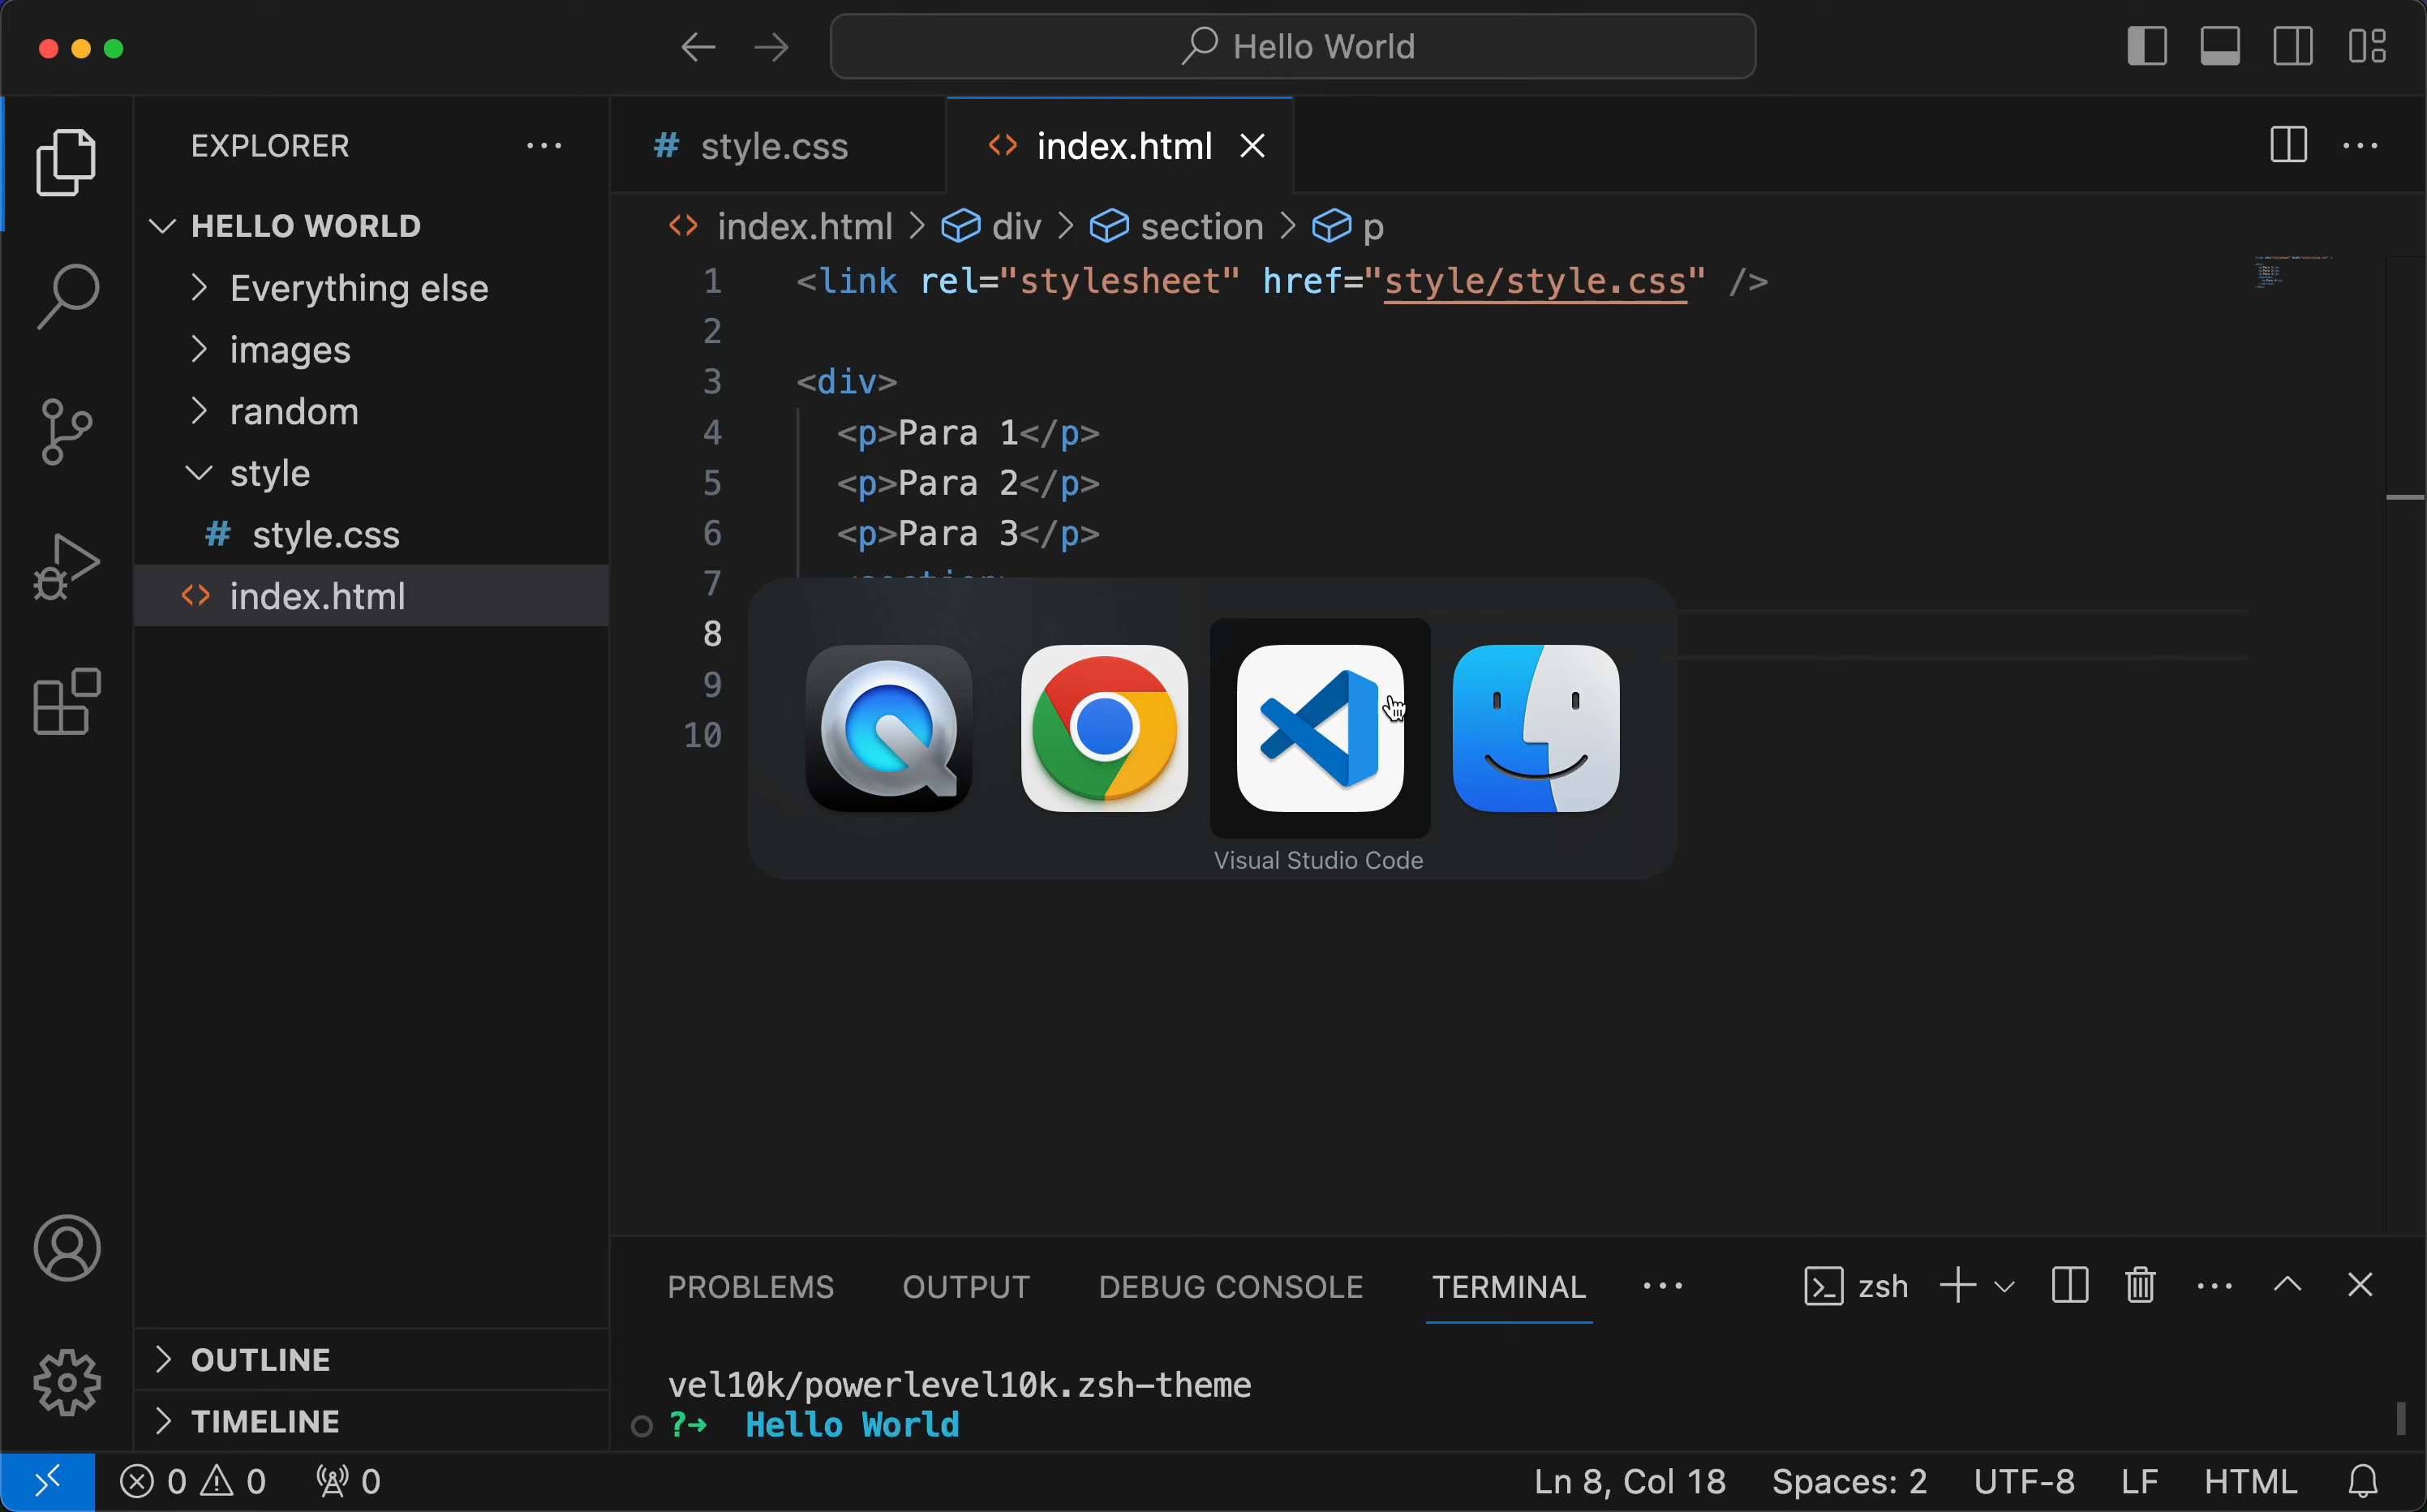 Hello World
EXPLORER
HELLO WORLD
Everything else
images
random
style
# style.css
index.html
OUTLINE
TIMELINE
# style.css
index.html
index.html > div > section > p
1 <link rel="stylesheet" href="style/style.css" />
2
3 <div>
4 <p>Para 1</p>
5 <p>Para 2</p>
6 <p>Para 3</p>
7 <section>
8
9
10
Visual Studio Code
PROBLEMS OUTPUT DEBUG CONSOLE TERMINAL zsh
vel10k/powerlevel10k.zsh-theme
?→ Hello World
0 0 0 Ln 8, Col 18 Spaces: 2 UTF-8 LF HTML